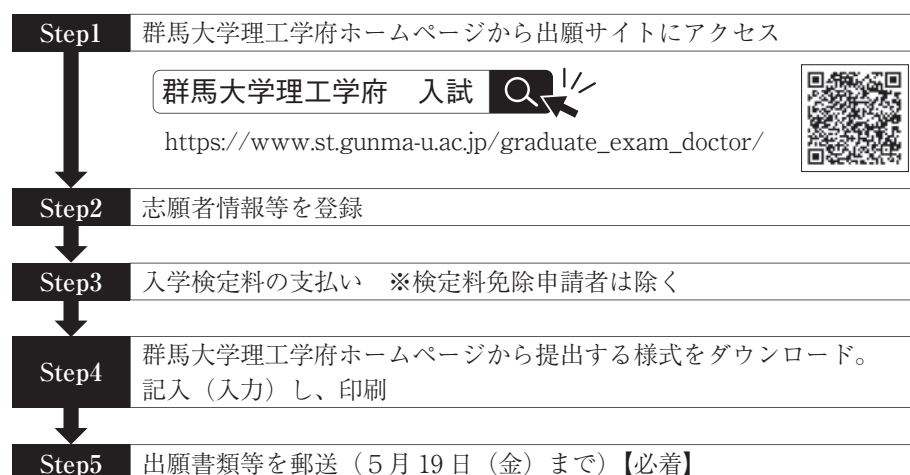 Step1 群馬大学理工学府ホームページから出願サイトにアクセス
群馬大学理工学府 入試
https://www.st.gunma-u.ac.jp/graduate_exam_doctor/
Step2 志願者情報等を登録
Step3 入学検定料の支払い ※検定料免除申請者は除く
Step4 群馬大学理工学府ホームページから提出する様式をダウンロード。
記入（入力）し、印刷
Step5 出願書類等を郵送（５月 19 日（金）まで）【必着】